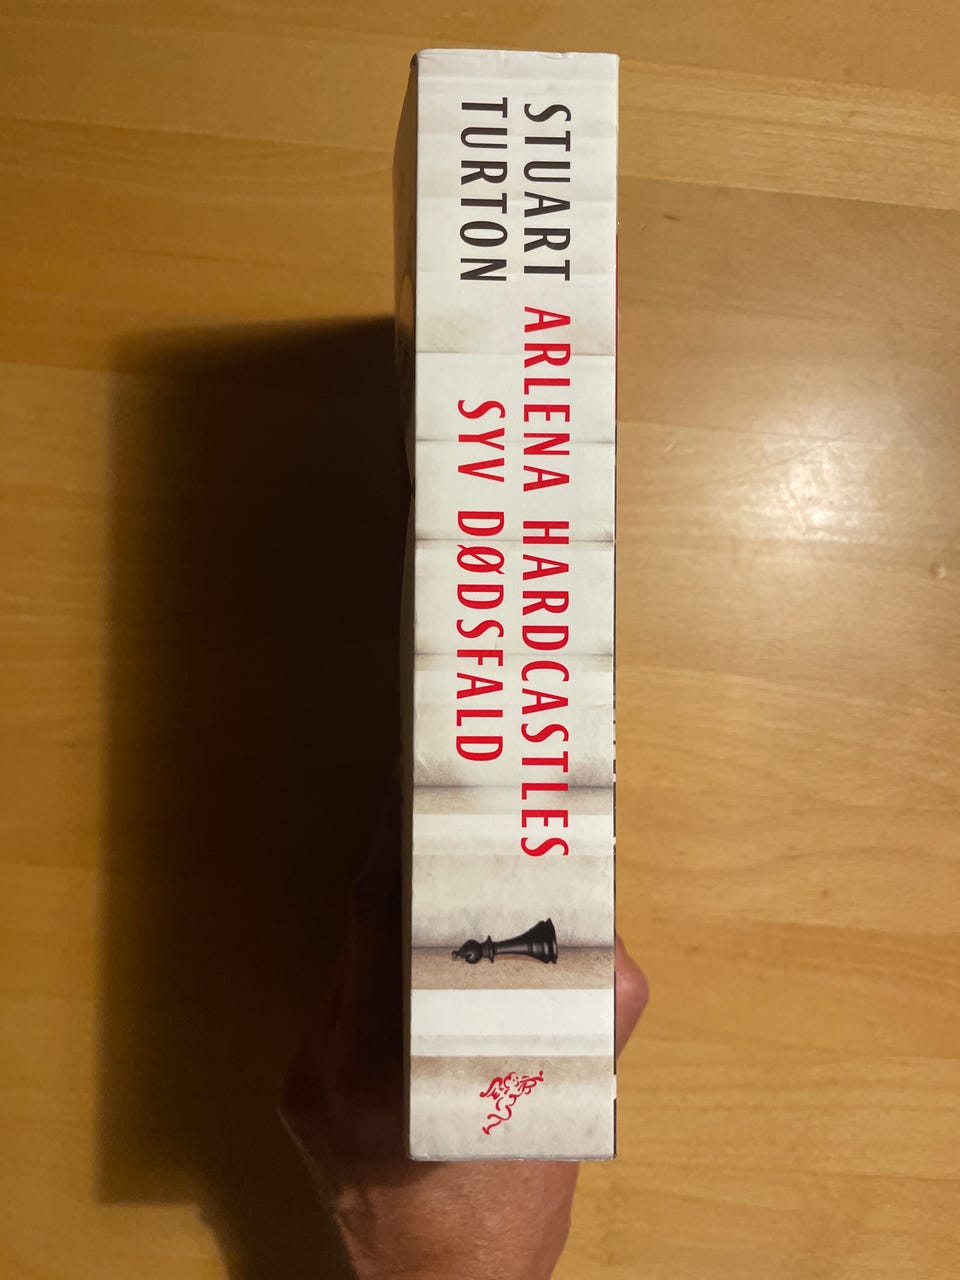 STUART
TURTON
ARLENA HARDCASTLES
SYV DØDSFALD